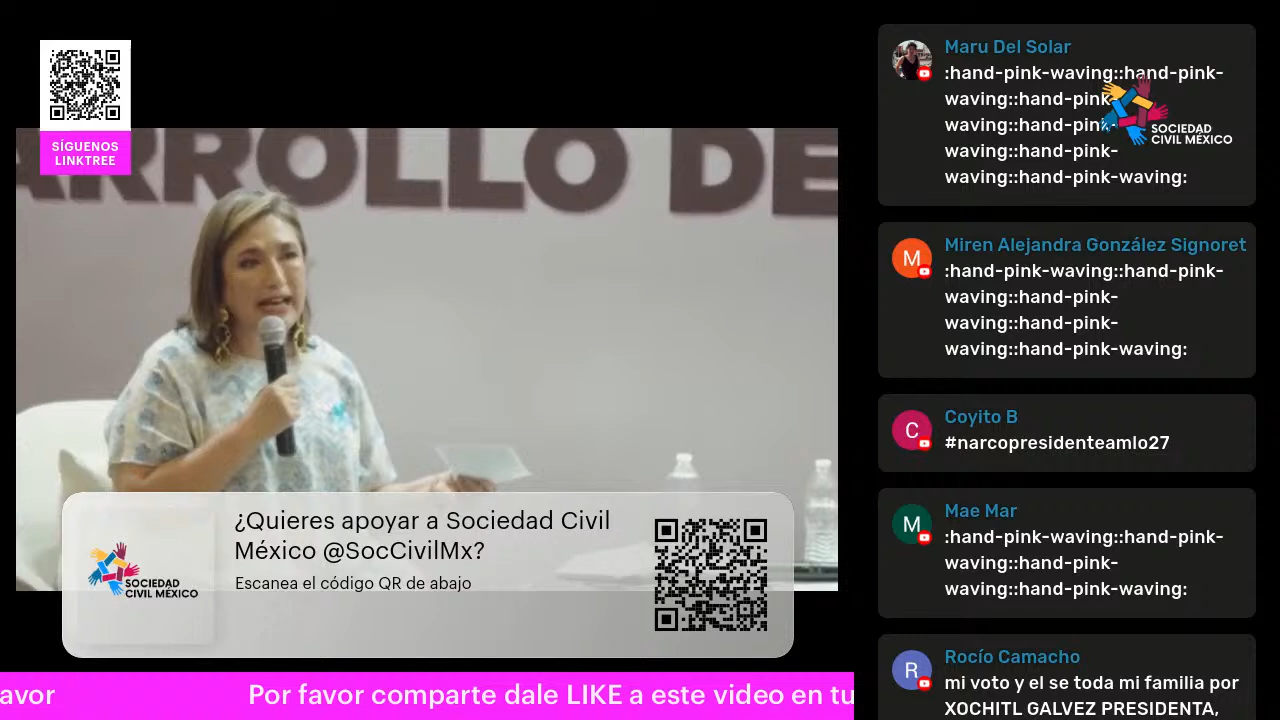 SÍGUENOS
LINKTREE
ARROLLO DE
¿Quieres apoyar a Sociedad Civil
México @SocCivilMx?
Escanea el código QR de abajo
SOCIEDAD
CIVIL MÉXICO
avor
Por favor comparte dale LIKE a este video en tu
Maru Del Solar
:hand-pink-waving::hand-pink-
waving::hand-pink-
waving::hand-pink-
waving::hand-pink-
waving::hand-pink-waving:
SOCIEDAD
CIVIL MÉXICO
M
Miren Alejandra González Signoret
:hand-pink-waving::hand-pink-
waving::hand-pink-
waving::hand-pink-
waving::hand-pink-waving:
C
Coyito B
#narcopresidenteamlo27
M
Mae Mar
:hand-pink-waving::hand-pink-
waving::hand-pink-
waving::hand-pink-waving:
R
Rocío Camacho
mi voto y el se toda mi familia por
XOCHITL GALVEZ PRESIDENTA,